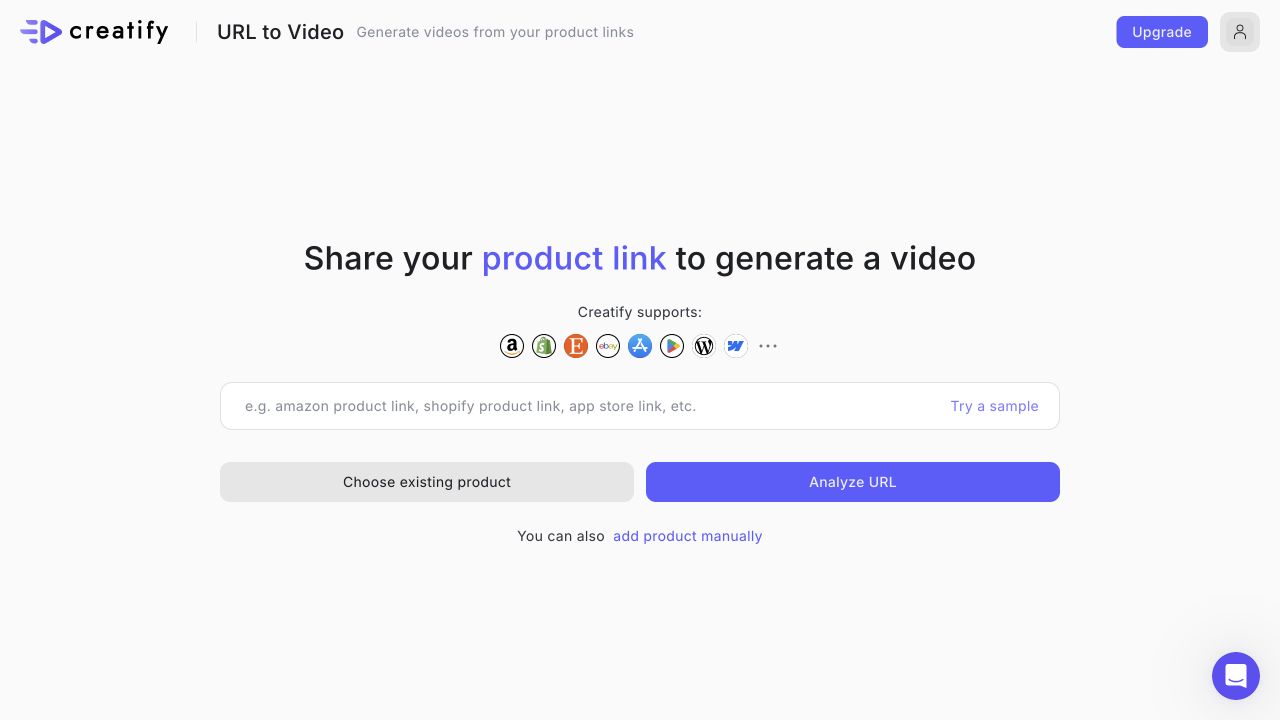 creatify
URL to Video
Generate videos from your product links
Upgrade
Share your product link to generate a video
Creatify supports:
a
E
ebay
W
e.g. amazon product link, shopify product link, app store link, etc.
Try a sample
Choose existing product
Analyze URL
You can also add product manually